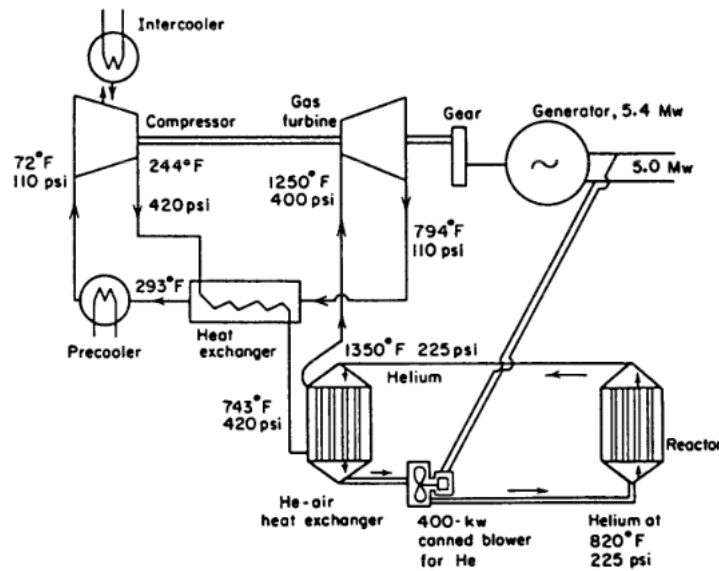 Intercooler
Compressor
Gas
turbine
Gear
Generator, 5.4 Mw
~
5.0 Mw
72°F
110 psi
244°F
420 psi
1250°F
400 psi
794°F
110 psi
293°F
Precooler
Heat
exchanger
1350°F 225 psi
Helium
743°F
420 psi
Reactor
He-air
heat exchanger
400-kw
canned blower
for He
Helium at
820°F
225 psi